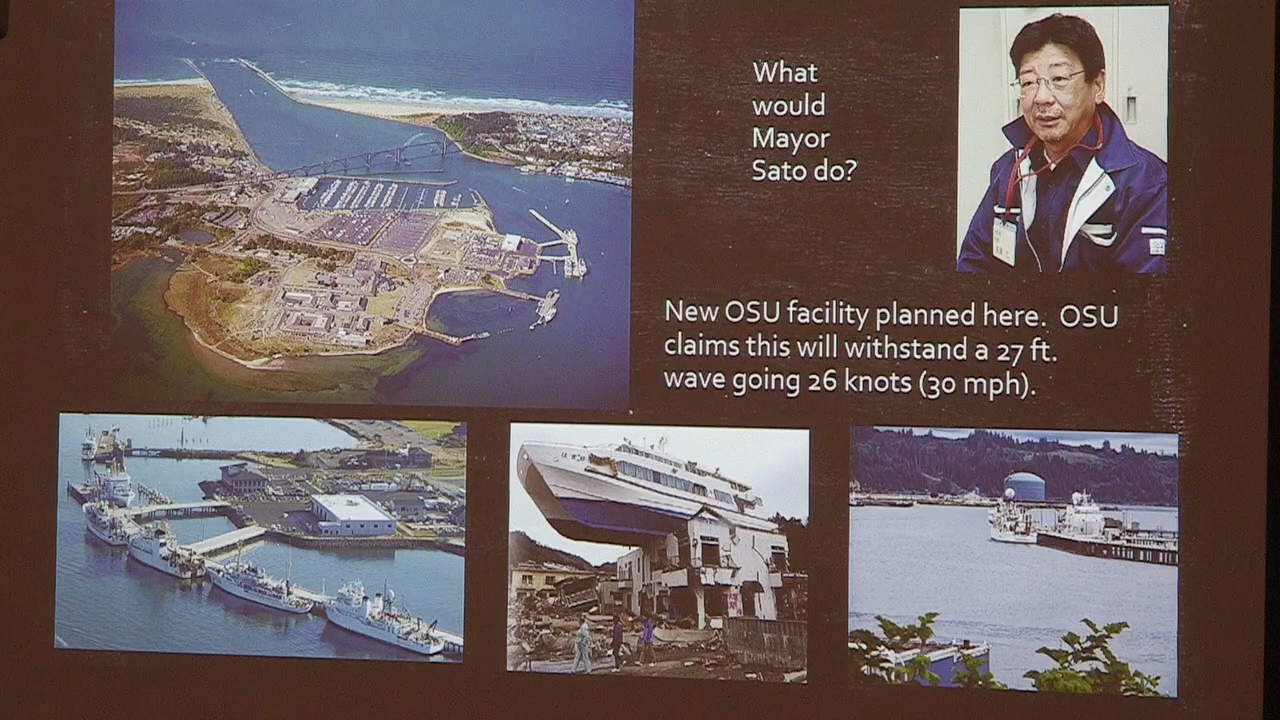 What
would
Mayor
Sato do?
New OSU facility planned here. OSU
claims this will withstand a 27 ft.
wave going 26 knots (30 mph).